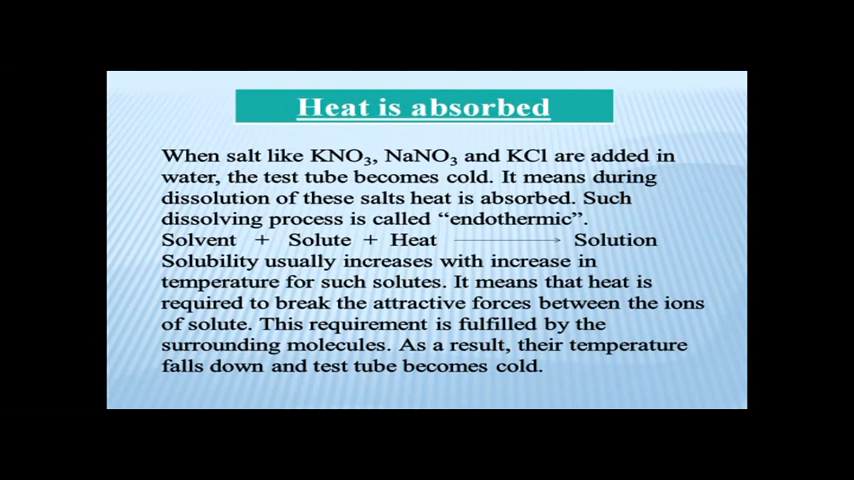 Heat is absorbed
When salt like KNO₃, NaNO₃ and KCl are added in
water, the test tube becomes cold. It means during
dissolution of these salts heat is absorbed. Such
dissolving process is called “endothermic”.
Solvent + Solute + Heat ⟶ Solution
Solubility usually increases with increase in
temperature for such solutes. It means that heat is
required to break the attractive forces between the ions
of solute. This requirement is fulfilled by the
surrounding molecules. As a result, their temperature
falls down and test tube becomes cold.